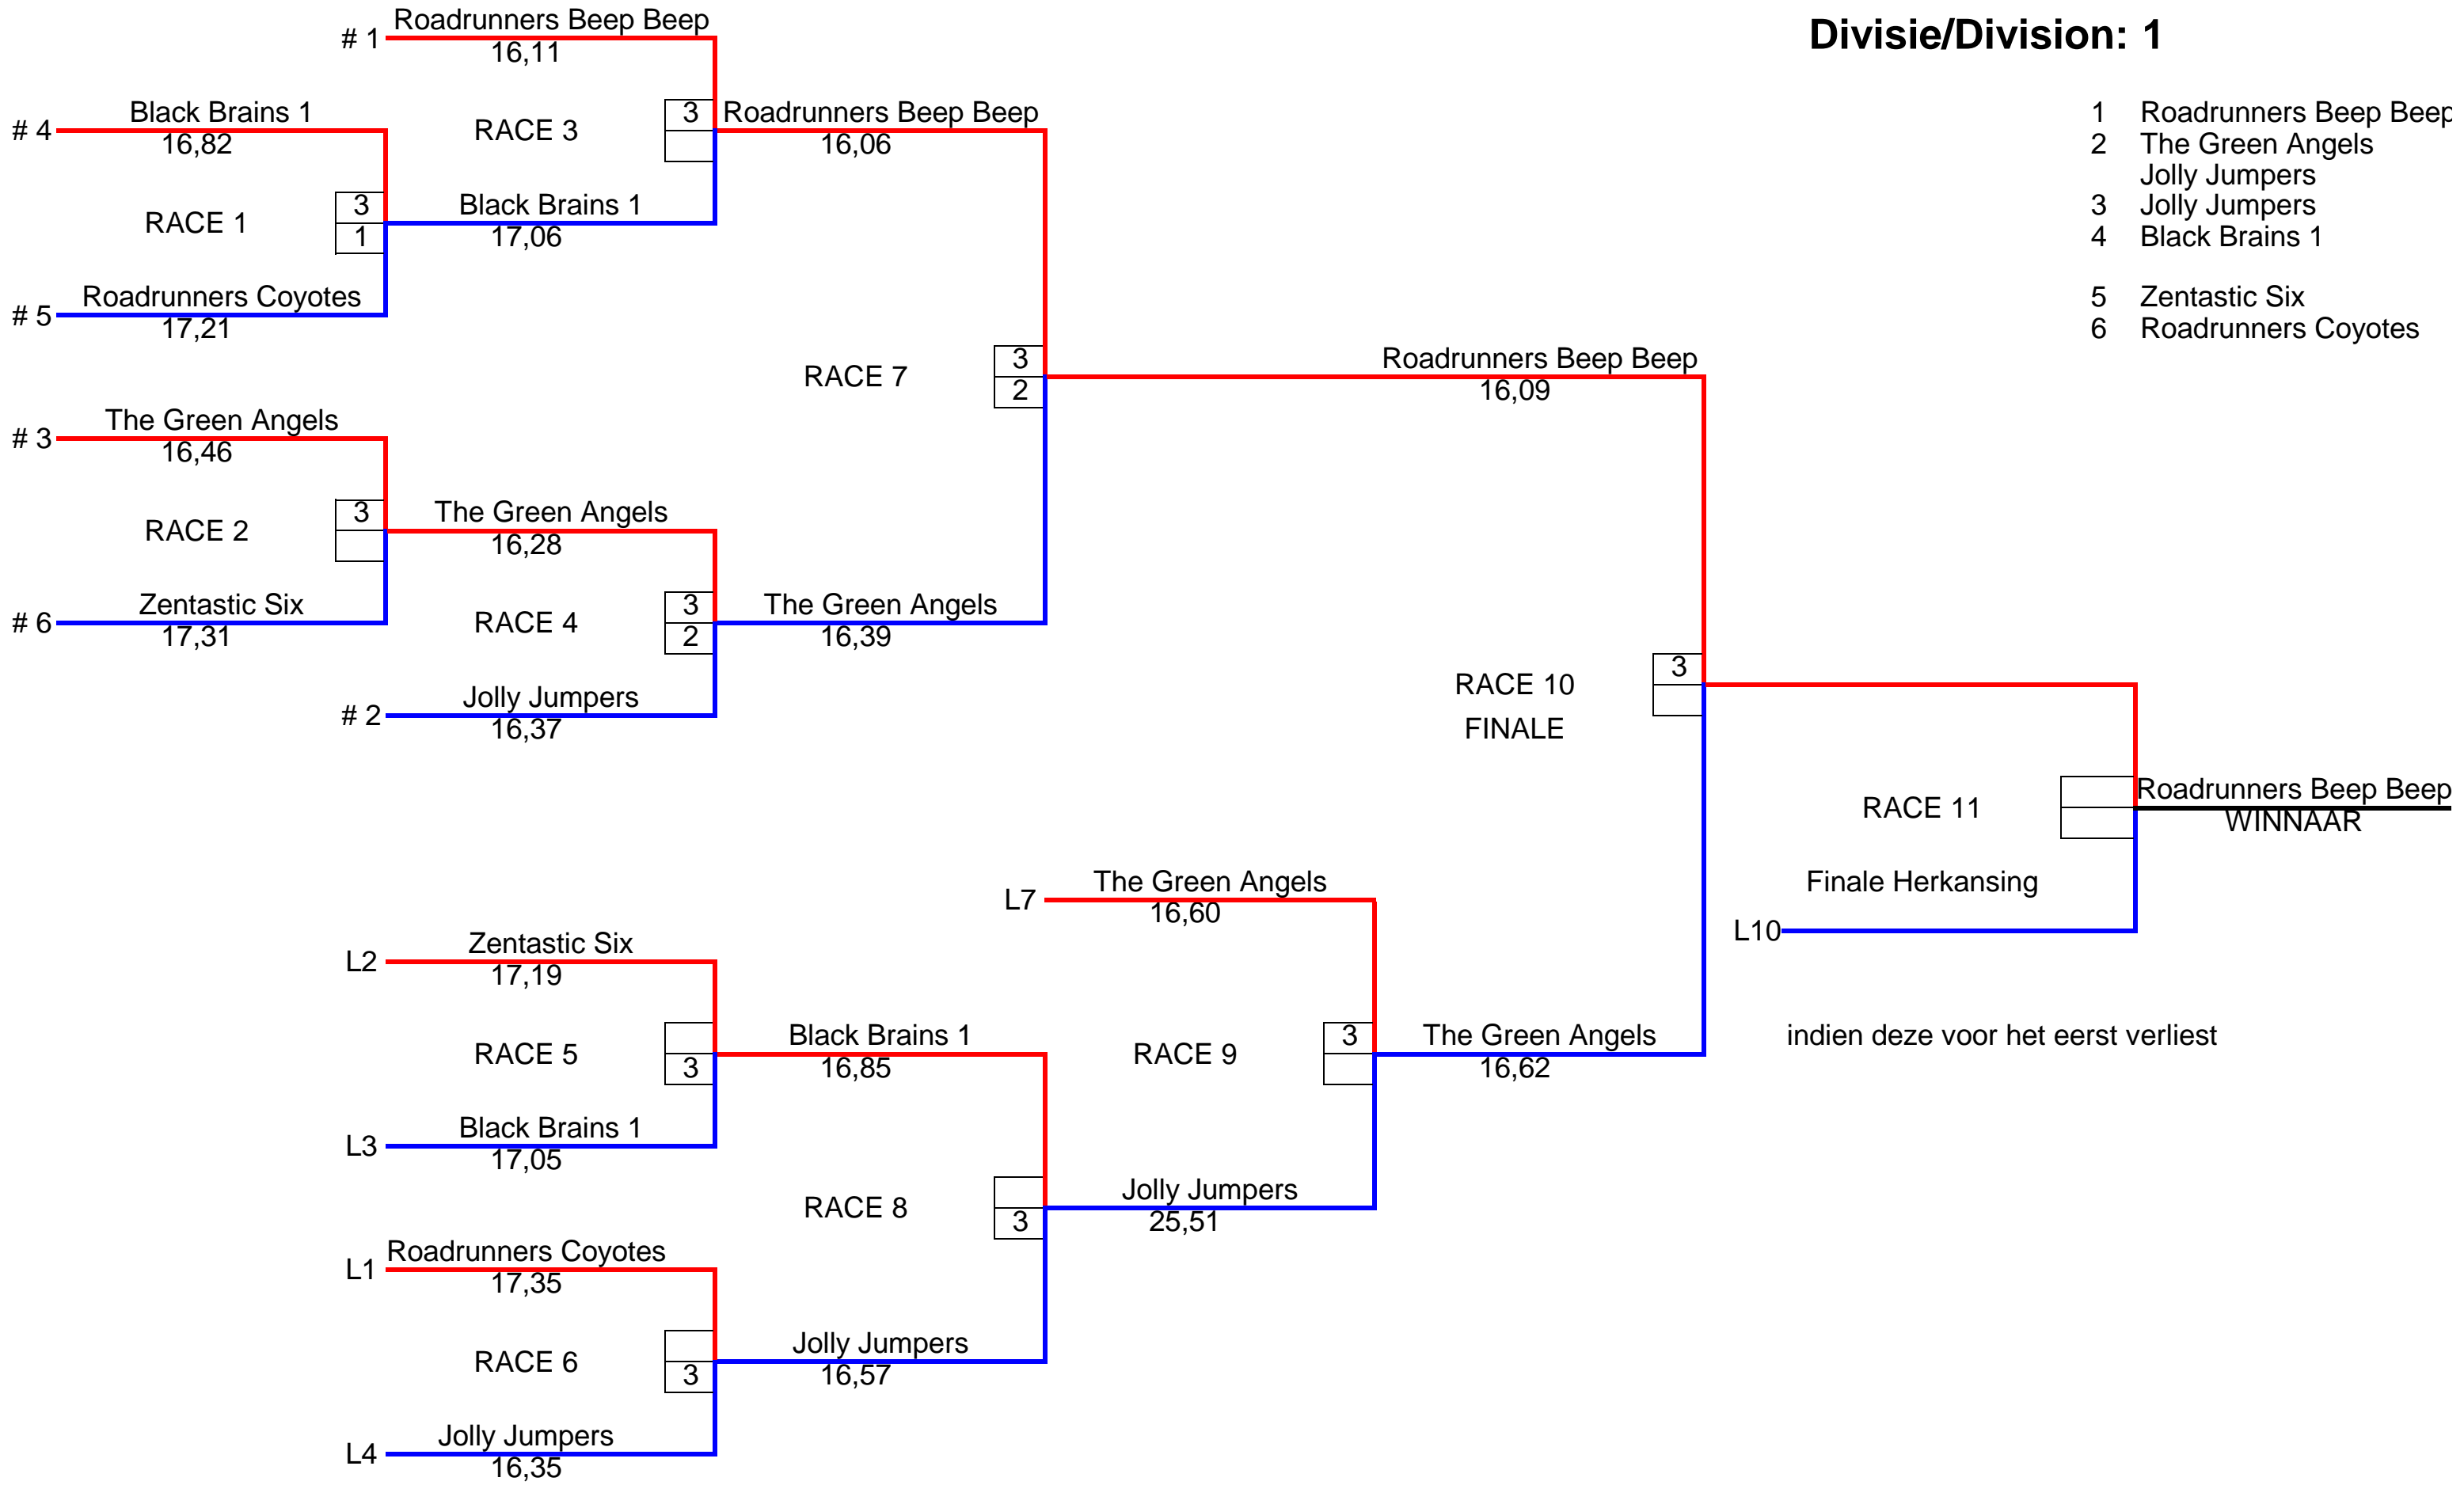 Divisie/Division: 1
1 Roadrunners Beep Beep
2 The Green Angels
Jolly Jumpers
3 Jolly Jumpers
4 Black Brains 1
5 Zentastic Six
6 Roadrunners Coyotes
# 1 Roadrunners Beep Beep
16,11
# 4 Black Brains 1
16,82
RACE 3
3
Roadrunners Beep Beep
16,06
RACE 1
3
1
Black Brains 1
17,06
# 5 Roadrunners Coyotes
17,21
RACE 7
3
2
Roadrunners Beep Beep
16,09
# 3 The Green Angels
16,46
RACE 2
3
The Green Angels
16,28
# 6 Zentastic Six
17,31
RACE 4
3
2
The Green Angels
16,39
# 2 Jolly Jumpers
16,37
RACE 10
FINALE
3
RACE 11
Roadrunners Beep Beep
WINNAAR
Finale Herkansing
L10
indien deze voor het eerst verliest
L7 The Green Angels
16,60
L2 Zentastic Six
17,19
RACE 5
3
Black Brains 1
16,85
RACE 9
3
The Green Angels
16,62
L3 Black Brains 1
17,05
RACE 8
3
Jolly Jumpers
25,51
L1 Roadrunners Coyotes
17,35
RACE 6
3
Jolly Jumpers
16,57
L4 Jolly Jumpers
16,35